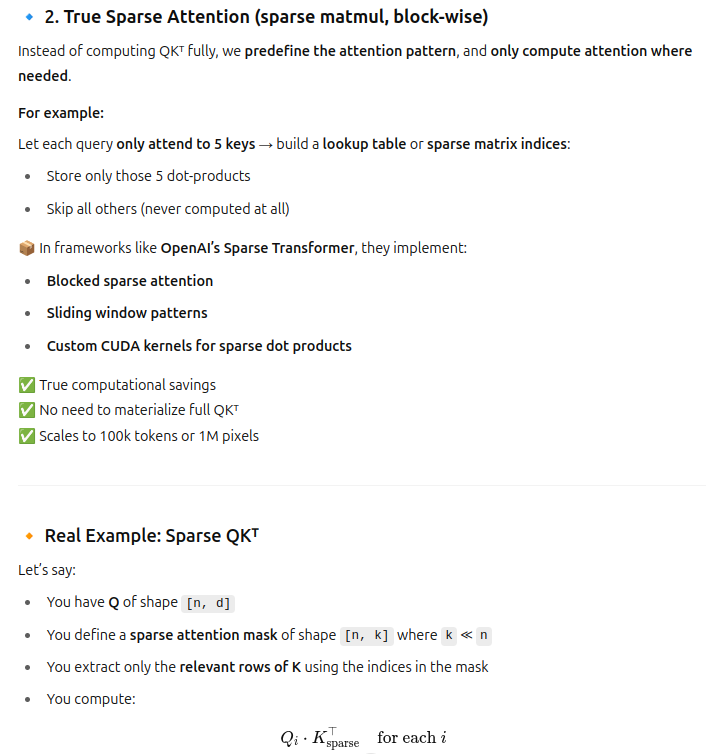 🔹 2. True Sparse Attention (sparse matmul, block-wise)
Instead of computing QKᵀ fully, we predefine the attention pattern, and only compute attention where
needed.
For example:
Let each query only attend to 5 keys → build a lookup table or sparse matrix indices:
• Store only those 5 dot-products
• Skip all others (never computed at all)
📦 In frameworks like OpenAI's Sparse Transformer, they implement:
• Blocked sparse attention
• Sliding window patterns
• Custom CUDA kernels for sparse dot products
✅ True computational savings
✅ No need to materialize full QKᵀ
✅ Scales to 100k tokens or 1M pixels
🔸 Real Example: Sparse QKᵀ
Let's say:
• You have Q of shape [n, d]
• You define a sparse attention mask of shape [n, k] where k ≪ n
• You extract only the relevant rows of K using the indices in the mask
• You compute:
Qᵢ · K⊤sparse for each i